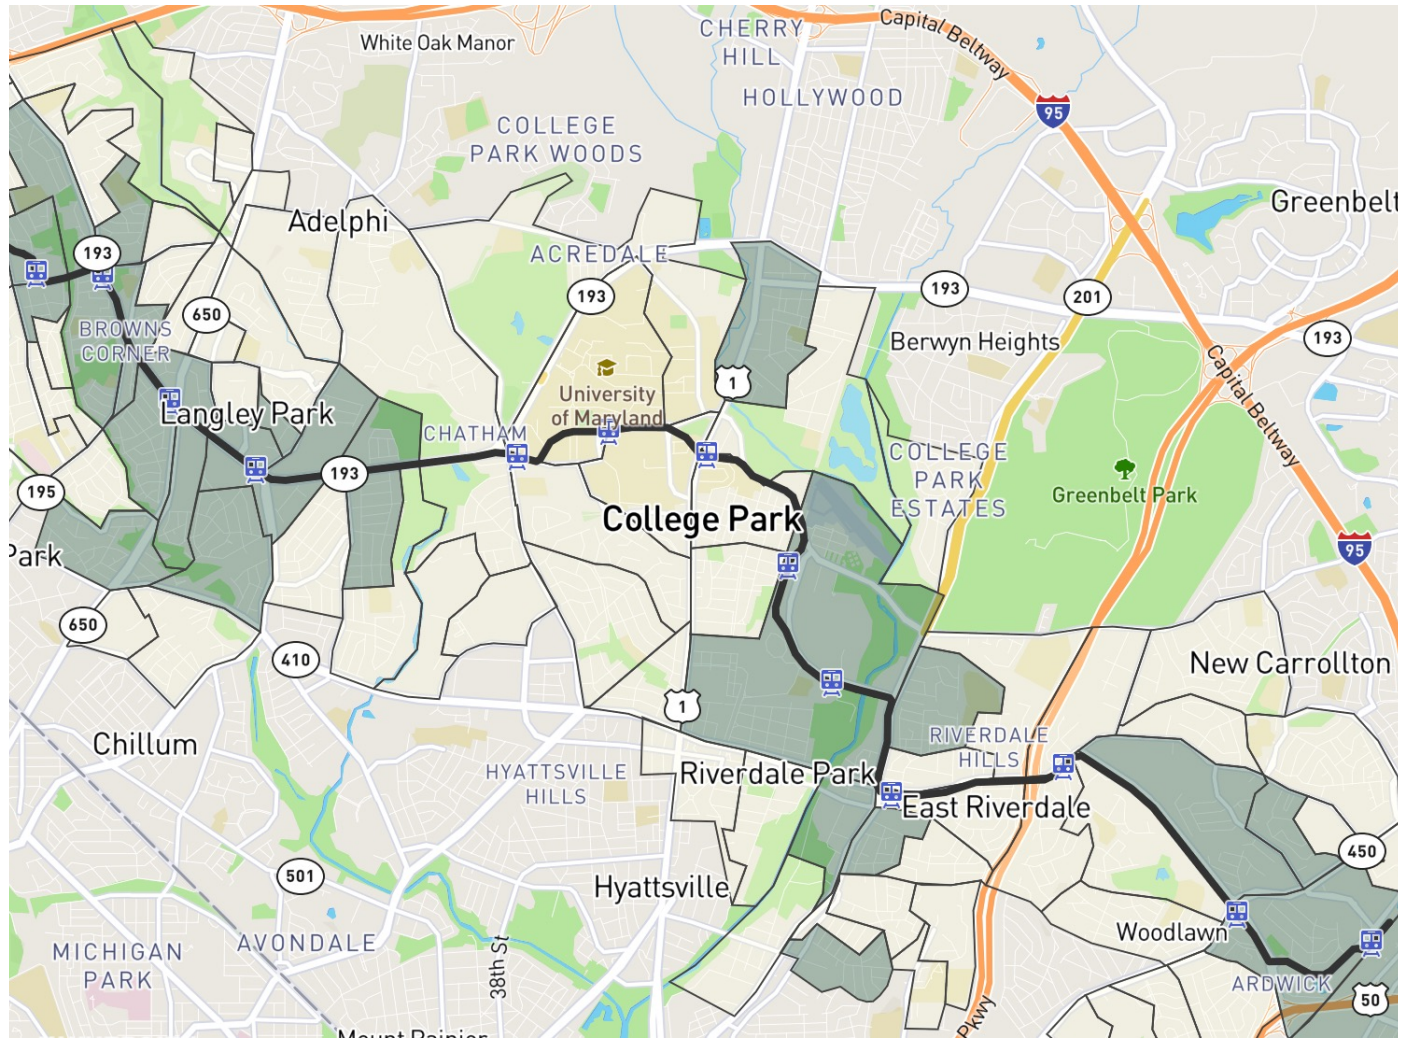 White Oak Manor
CHERRY
HILL
Capital Beltway
HOLLYWOOD
95
COLLEGE
PARK WOODS
Adelphi
Greenbelt
193
ACREDALE
193
193
201
650
BROWNS
CORNER
Berwyn Heights
193
Capital Beltway
1
University
of Maryland
Langley Park
CHATHAM
COLLEGE
PARK
ESTATES
193
195
Greenbelt Park
College Park
Park
95
650
410
New Carrollton
1
Chillum
RIVERDALE
HILLS
HYATTSVILLE
HILLS
Riverdale Park
East Riverdale
450
501
Hyattsville
Woodlawn
AVONDALE
MICHIGAN
PARK
38th St
ARDWICK
50
Pkwy
Mount Rainier